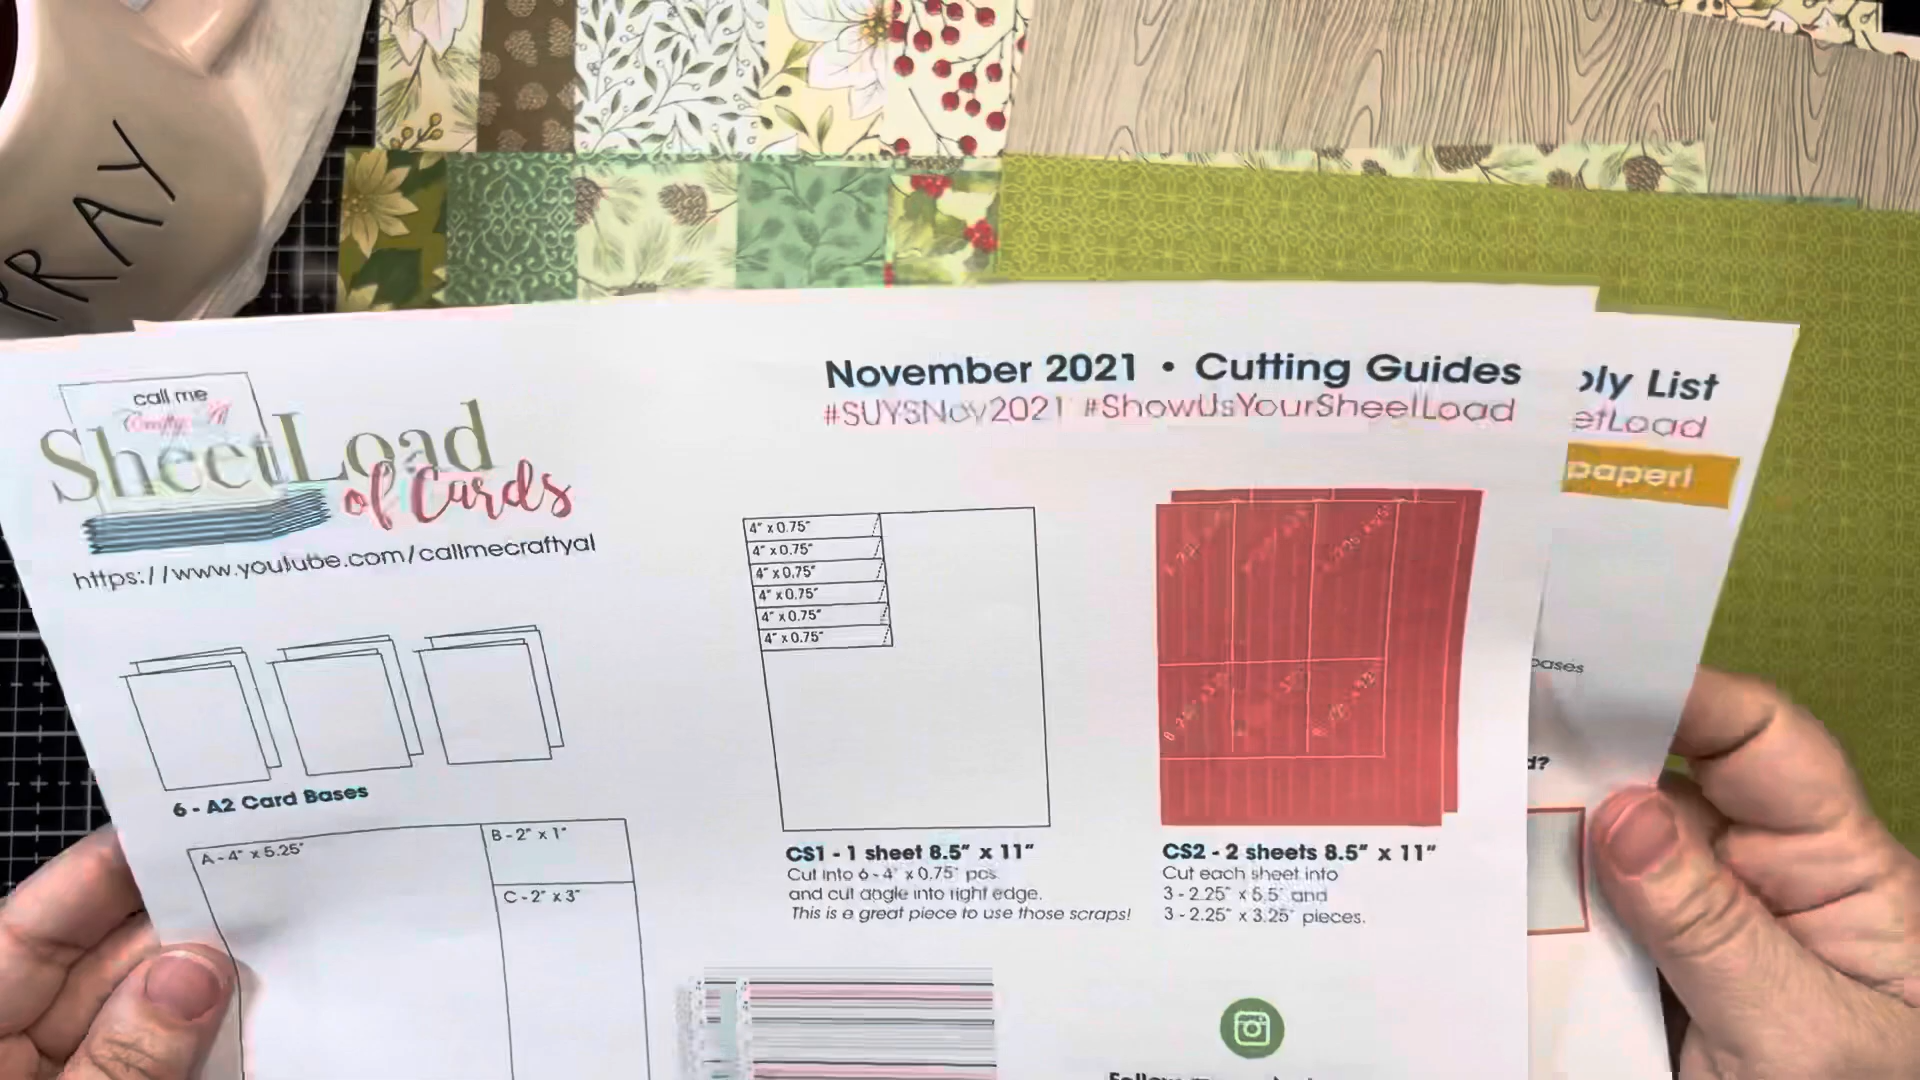 PRAY
November 2021 • Cutting Guides
#SUYSNov2021 #ShowUsYourSheetLoad
ply List
etLoad
paper!
call me
Crafty Al
SheetLoad
of Cards
https://www.youtube.com/callmecraftyal
4" x 0.75"
4" x 0.75"
4" x 0.75"
4" x 0.75"
4" x 0.75"
4" x 0.75"
6 - A2 Card Bases
A - 4" x 5.25"
B - 2" x 1"
C - 2" x 3"
CS1 - 1 sheet 8.5" x 11"
Cut into 6 - 4" x 0.75" pcs
and cut angle into right edge.
This is a great piece to use those scraps!
CS2 - 2 sheets 8.5" x 11"
Cut each sheet into
3 - 2.25" x 5.5" and
3 - 2.25" x 3.25" pieces.
bases
d?